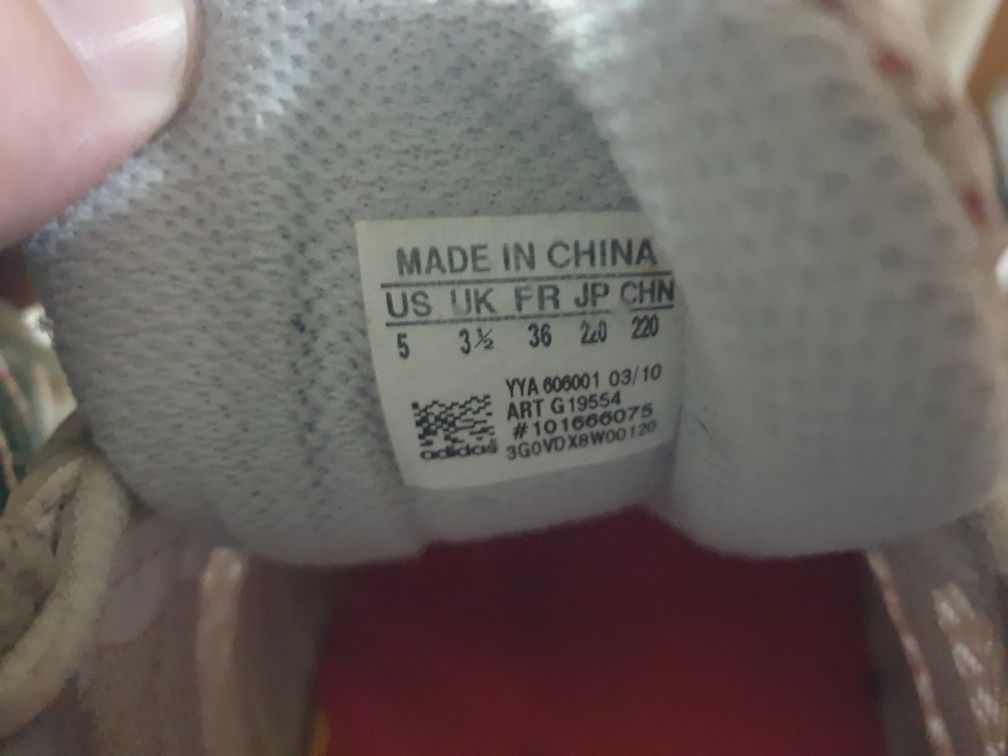 MADE IN CHINA
US UK FR JP CHN
5 3½ 36 220 220
YYA 606001 03/10
ART G19554
#101666075
adidas 3G0VDX8W00120